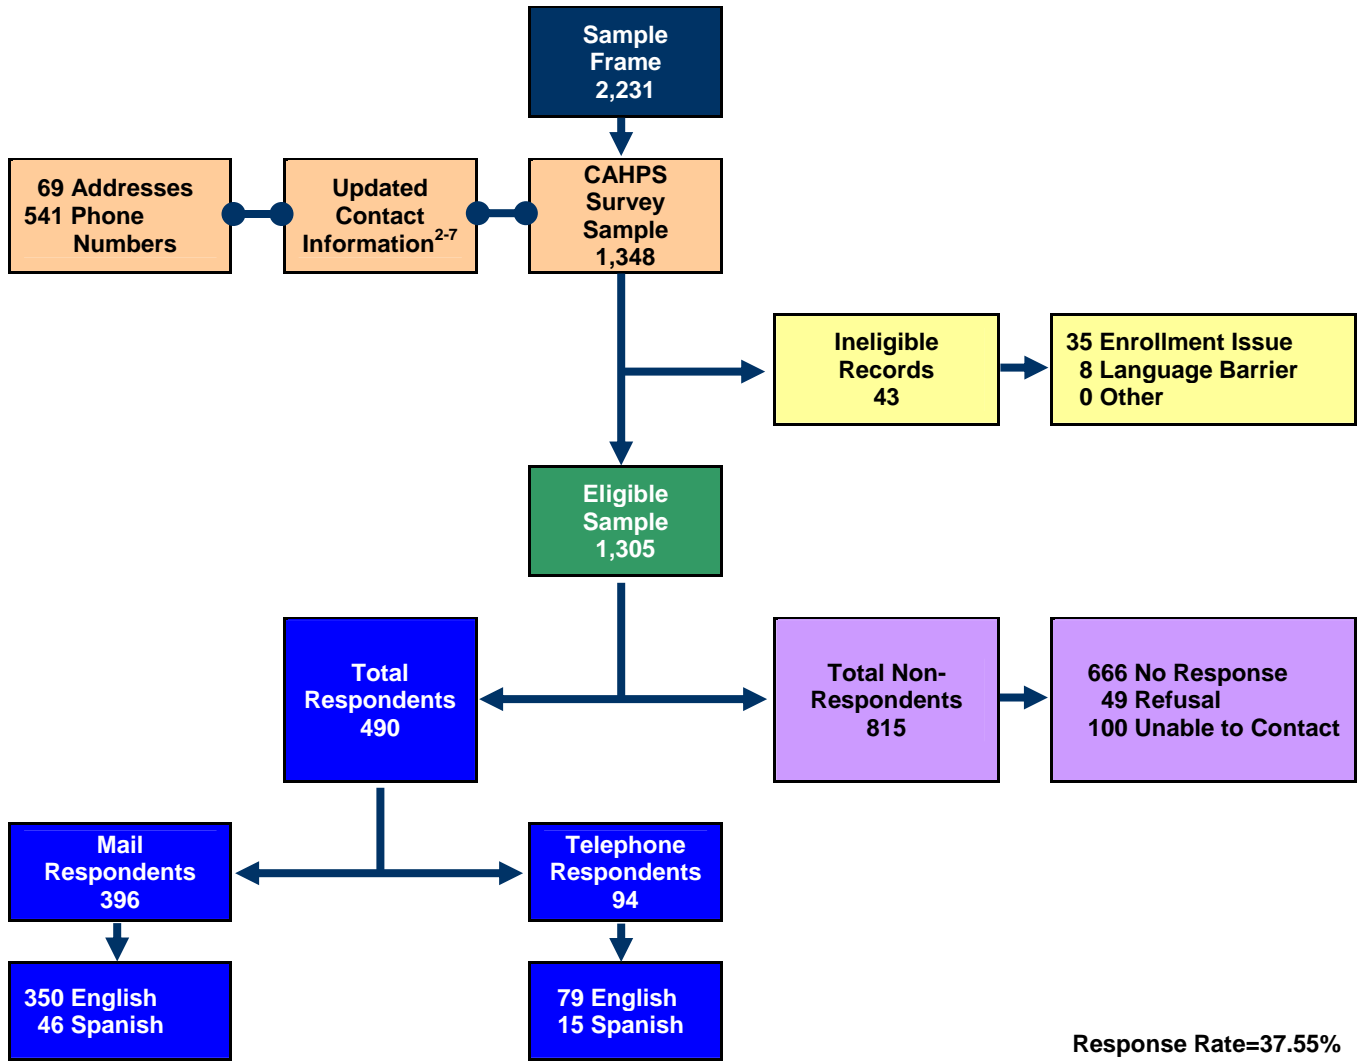 Sample
Frame
2,231
69 Addresses
541 Phone
Numbers
Updated
Contact
Information2-7
CAHPS
Survey
Sample
1,348
Ineligible
Records
43
35 Enrollment Issue
8 Language Barrier
0 Other
Eligible
Sample
1,305
Total
Respondents
490
Total Non-
Respondents
815
666 No Response
49 Refusal
100 Unable to Contact
Mail
Respondents
396
Telephone
Respondents
94
350 English
46 Spanish
79 English
15 Spanish
Response Rate=37.55%